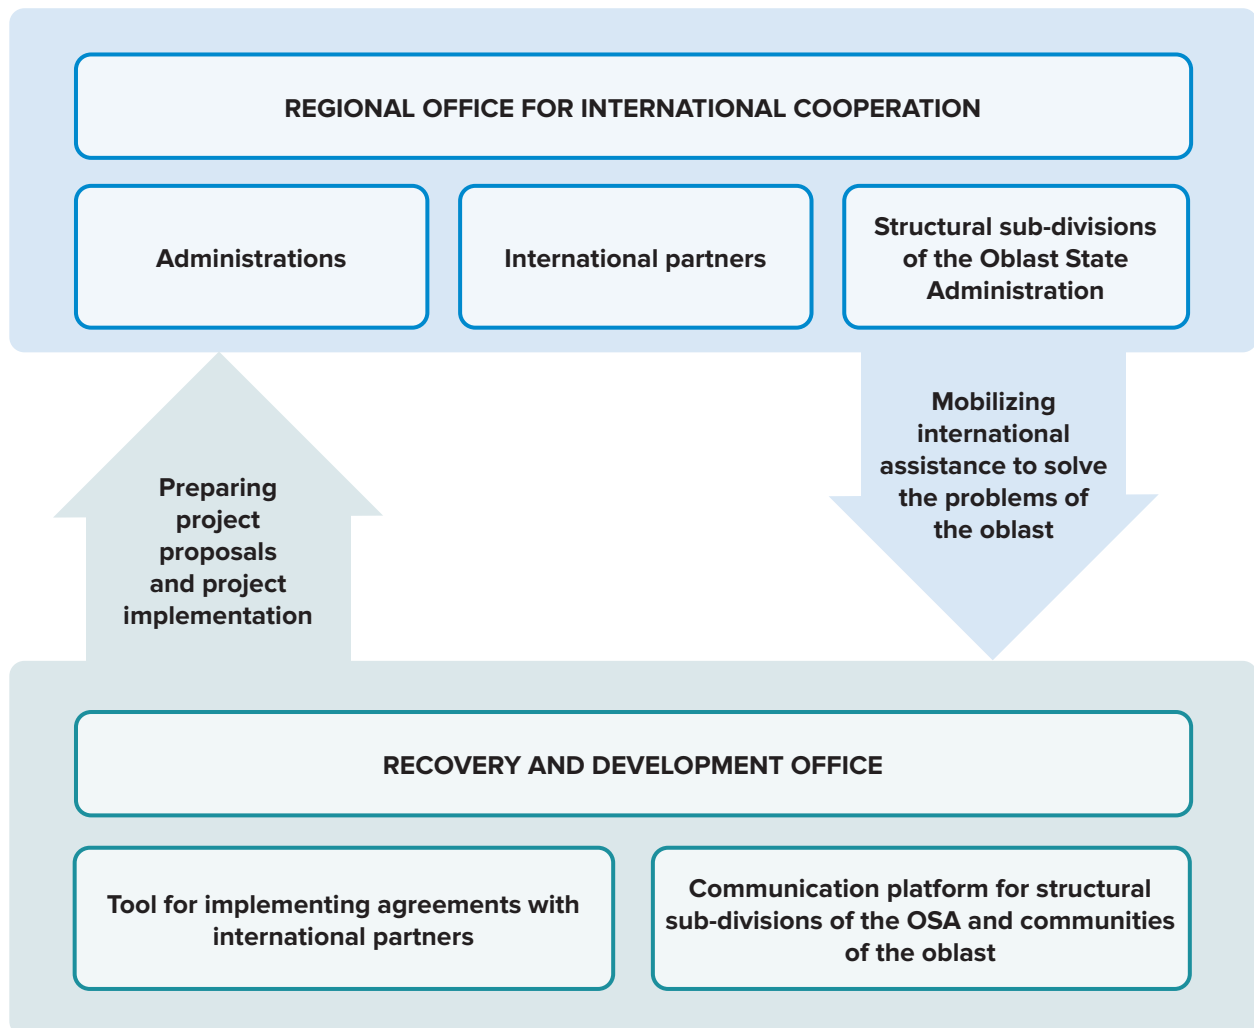 REGIONAL OFFICE FOR INTERNATIONAL COOPERATION
Administrations
International partners
Structural sub-divisions
of the Oblast State
Administration
Mobilizing
international
assistance to solve
the problems of
the oblast
Preparing
project
proposals
and project
implementation
RECOVERY AND DEVELOPMENT OFFICE
Tool for implementing agreements with
international partners
Communication platform for structural
sub-divisions of the OSA and communities
of the oblast